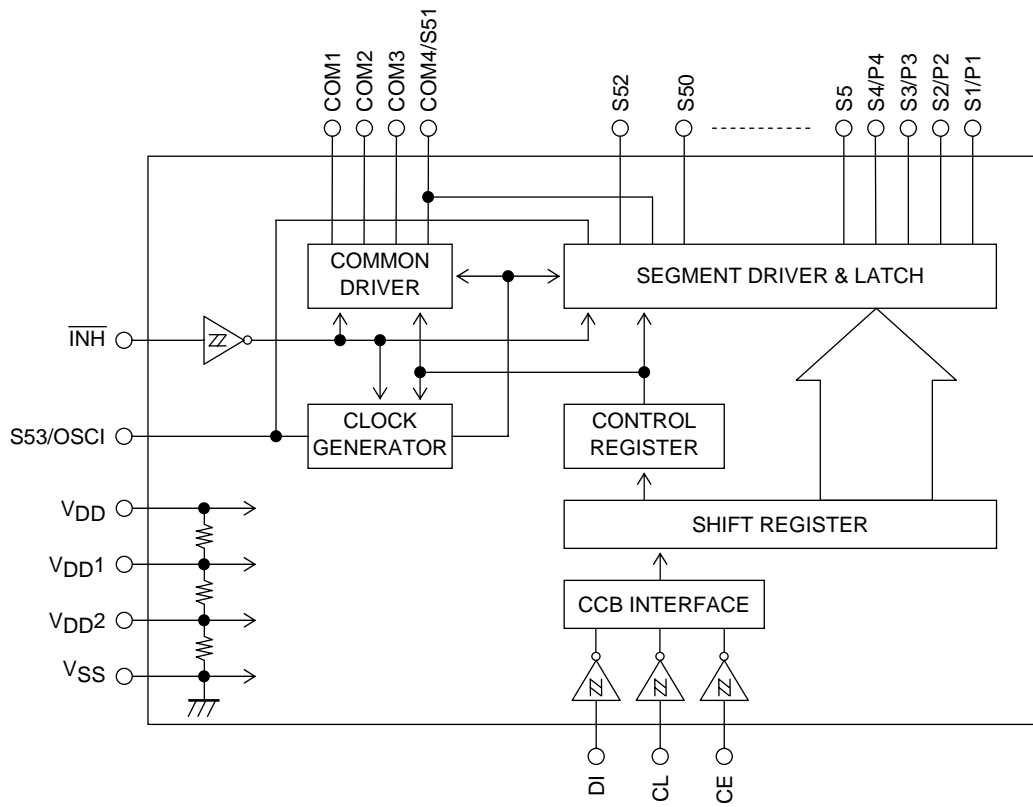 COM1
COM2
COM3
COM4/S51
S52
S50
S5
S4/P4
S3/P3
S2/P2
S1/P1
COMMON
DRIVER
SEGMENT DRIVER & LATCH
INH
S53/OSCI
CLOCK
GENERATOR
CONTROL
REGISTER
VDD
SHIFT REGISTER
VDD1
CCB INTERFACE
VDD2
VSS
DI
CL
CE